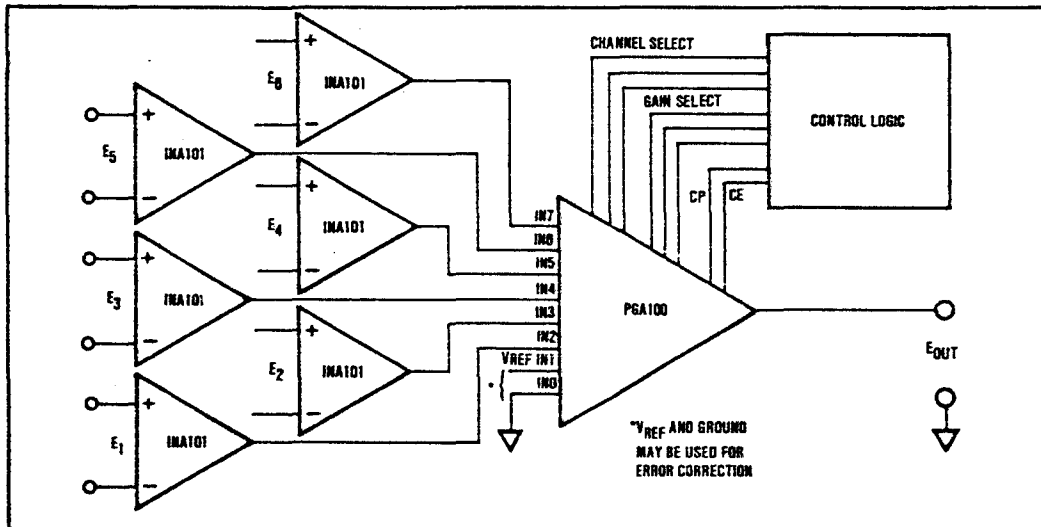 CHANNEL SELECT
GAIN SELECT
CONTROL LOGIC
CP
CE
+
E6
INA101
−
+
E5
INA101
−
+
E4
INA101
−
+
E3
INA101
−
+
E2
INA101
−
+
E1
INA101
−
IN7
IN6
IN5
IN4
IN3
IN2
VREF IN1
IN0
*
PGA100
EOUT
*VREF AND GROUND
MAY BE USED FOR
ERROR CORRECTION